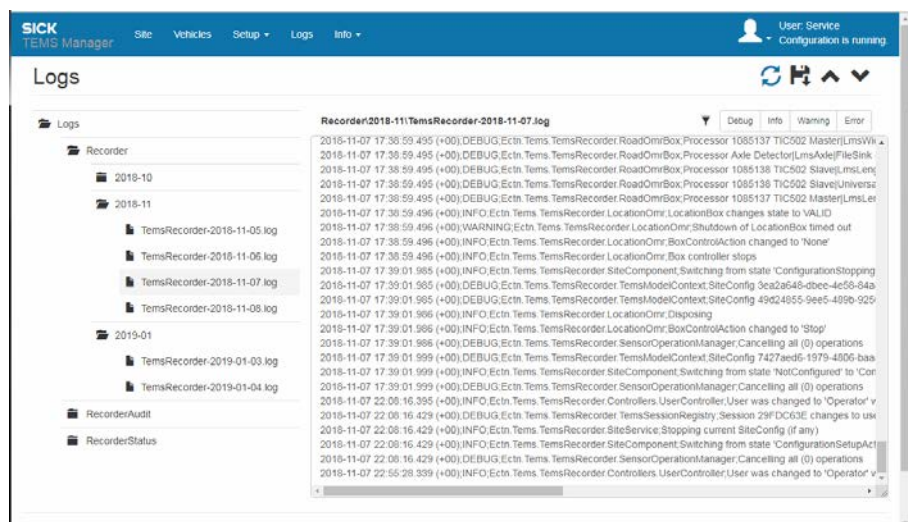 SICK
TEMS Manager
Site Vehicles Setup Logs Info
User: Service
Configuration is running.
Logs
Logs
Recorder
2018-10
2018-11
TemsRecorder-2018-11-05.log
TemsRecorder-2018-11-06.log
TemsRecorder-2018-11-07.log
TemsRecorder-2018-11-08.log
2019-01
TemsRecorder-2019-01-03.log
TemsRecorder-2019-01-04.log
RecorderAudit
RecorderStatus
Recorder\2018-11\TemsRecorder-2018-11-07.log
Debug Info Warning Error
2018-11-07 17:38:59.495 (+00);DEBUG;Ectn.Tems.TemsRecorder.RoadOmrBox;Processor 1085137 TIC502 Master|LmsWi
2018-11-07 17:38:59.495 (+00);DEBUG;Ectn.Tems.TemsRecorder.RoadOmrBox;Processor Axle Detector|LmsAxle|FileSink
2018-11-07 17:38:59.495 (+00);DEBUG;Ectn.Tems.TemsRecorder.RoadOmrBox;Processor 1085138 TIC502 Slave|LmsLeng
2018-11-07 17:38:59.495 (+00);DEBUG;Ectn.Tems.TemsRecorder.RoadOmrBox;Processor 1085138 TIC502 Slave|Universa
2018-11-07 17:38:59.495 (+00);DEBUG;Ectn.Tems.TemsRecorder.RoadOmrBox;Processor 1085137 TIC502 Master|LmsLer
2018-11-07 17:38:59.496 (+00);INFO;Ectn.Tems.TemsRecorder.LocationOmr;LocationBox changes state to VALID
2018-11-07 17:38:59.496 (+00);WARNING;Ectn.Tems.TemsRecorder.LocationOmr;Shutdown of LocationBox timed out
2018-11-07 17:38:59.496 (+00);INFO;Ectn.Tems.TemsRecorder.LocationOmr;BoxControlAction changed to 'None'
2018-11-07 17:38:59.496 (+00);INFO;Ectn.Tems.TemsRecorder.LocationOmr;Box controller stops
2018-11-07 17:39:01.985 (+00);INFO;Ectn.Tems.TemsRecorder.SiteComponent;Switching from state 'ConfigurationStopping
2018-11-07 17:39:01.985 (+00);DEBUG;Ectn.Tems.TemsRecorder.TemsModelContext;SiteConfig 3ea2a648-dbee-4e58-84a
2018-11-07 17:39:01.985 (+00);DEBUG;Ectn.Tems.TemsRecorder.TemsModelContext;SiteConfig 49d24855-9ee5-489b-925
2018-11-07 17:39:01.986 (+00);INFO;Ectn.Tems.TemsRecorder.LocationOmr;Disposing
2018-11-07 17:39:01.986 (+00);INFO;Ectn.Tems.TemsRecorder.LocationOmr;BoxControlAction changed to 'Stop'
2018-11-07 17:39:01.986 (+00);DEBUG;Ectn.Tems.TemsRecorder.SensorOperationManager;Cancelling all (0) operations
2018-11-07 17:39:01.999 (+00);DEBUG;Ectn.Tems.TemsRecorder.TemsModelContext;SiteConfig 7427aed6-1979-4806-baa
2018-11-07 17:39:01.999 (+00);INFO;Ectn.Tems.TemsRecorder.SiteComponent;Switching from state 'NotConfigured' to 'Con
2018-11-07 17:39:01.999 (+00);DEBUG;Ectn.Tems.TemsRecorder.SensorOperationManager;Cancelling all (0) operations
2018-11-07 22:08:16.395 (+00);INFO;Ectn.Tems.TemsRecorder.Controllers.UserController;User was changed to 'Operator' v
2018-11-07 22:08:16.429 (+00);DEBUG;Ectn.Tems.TemsRecorder.TemsSessionRegistry;Session 29FDC63E changes to use
2018-11-07 22:08:16.429 (+00);INFO;Ectn.Tems.TemsRecorder.SiteService;Stopping current SiteConfig (if any)
2018-11-07 22:08:16.429 (+00);INFO;Ectn.Tems.TemsRecorder.SiteComponent;Switching from state 'ConfigurationSetupAct
2018-11-07 22:08:16.429 (+00);DEBUG;Ectn.Tems.TemsRecorder.SensorOperationManager;Cancelling all (0) operations
2018-11-07 22:55:28.339 (+00);INFO;Ectn.Tems.TemsRecorder.Controllers.UserController;User was changed to 'Operator' v